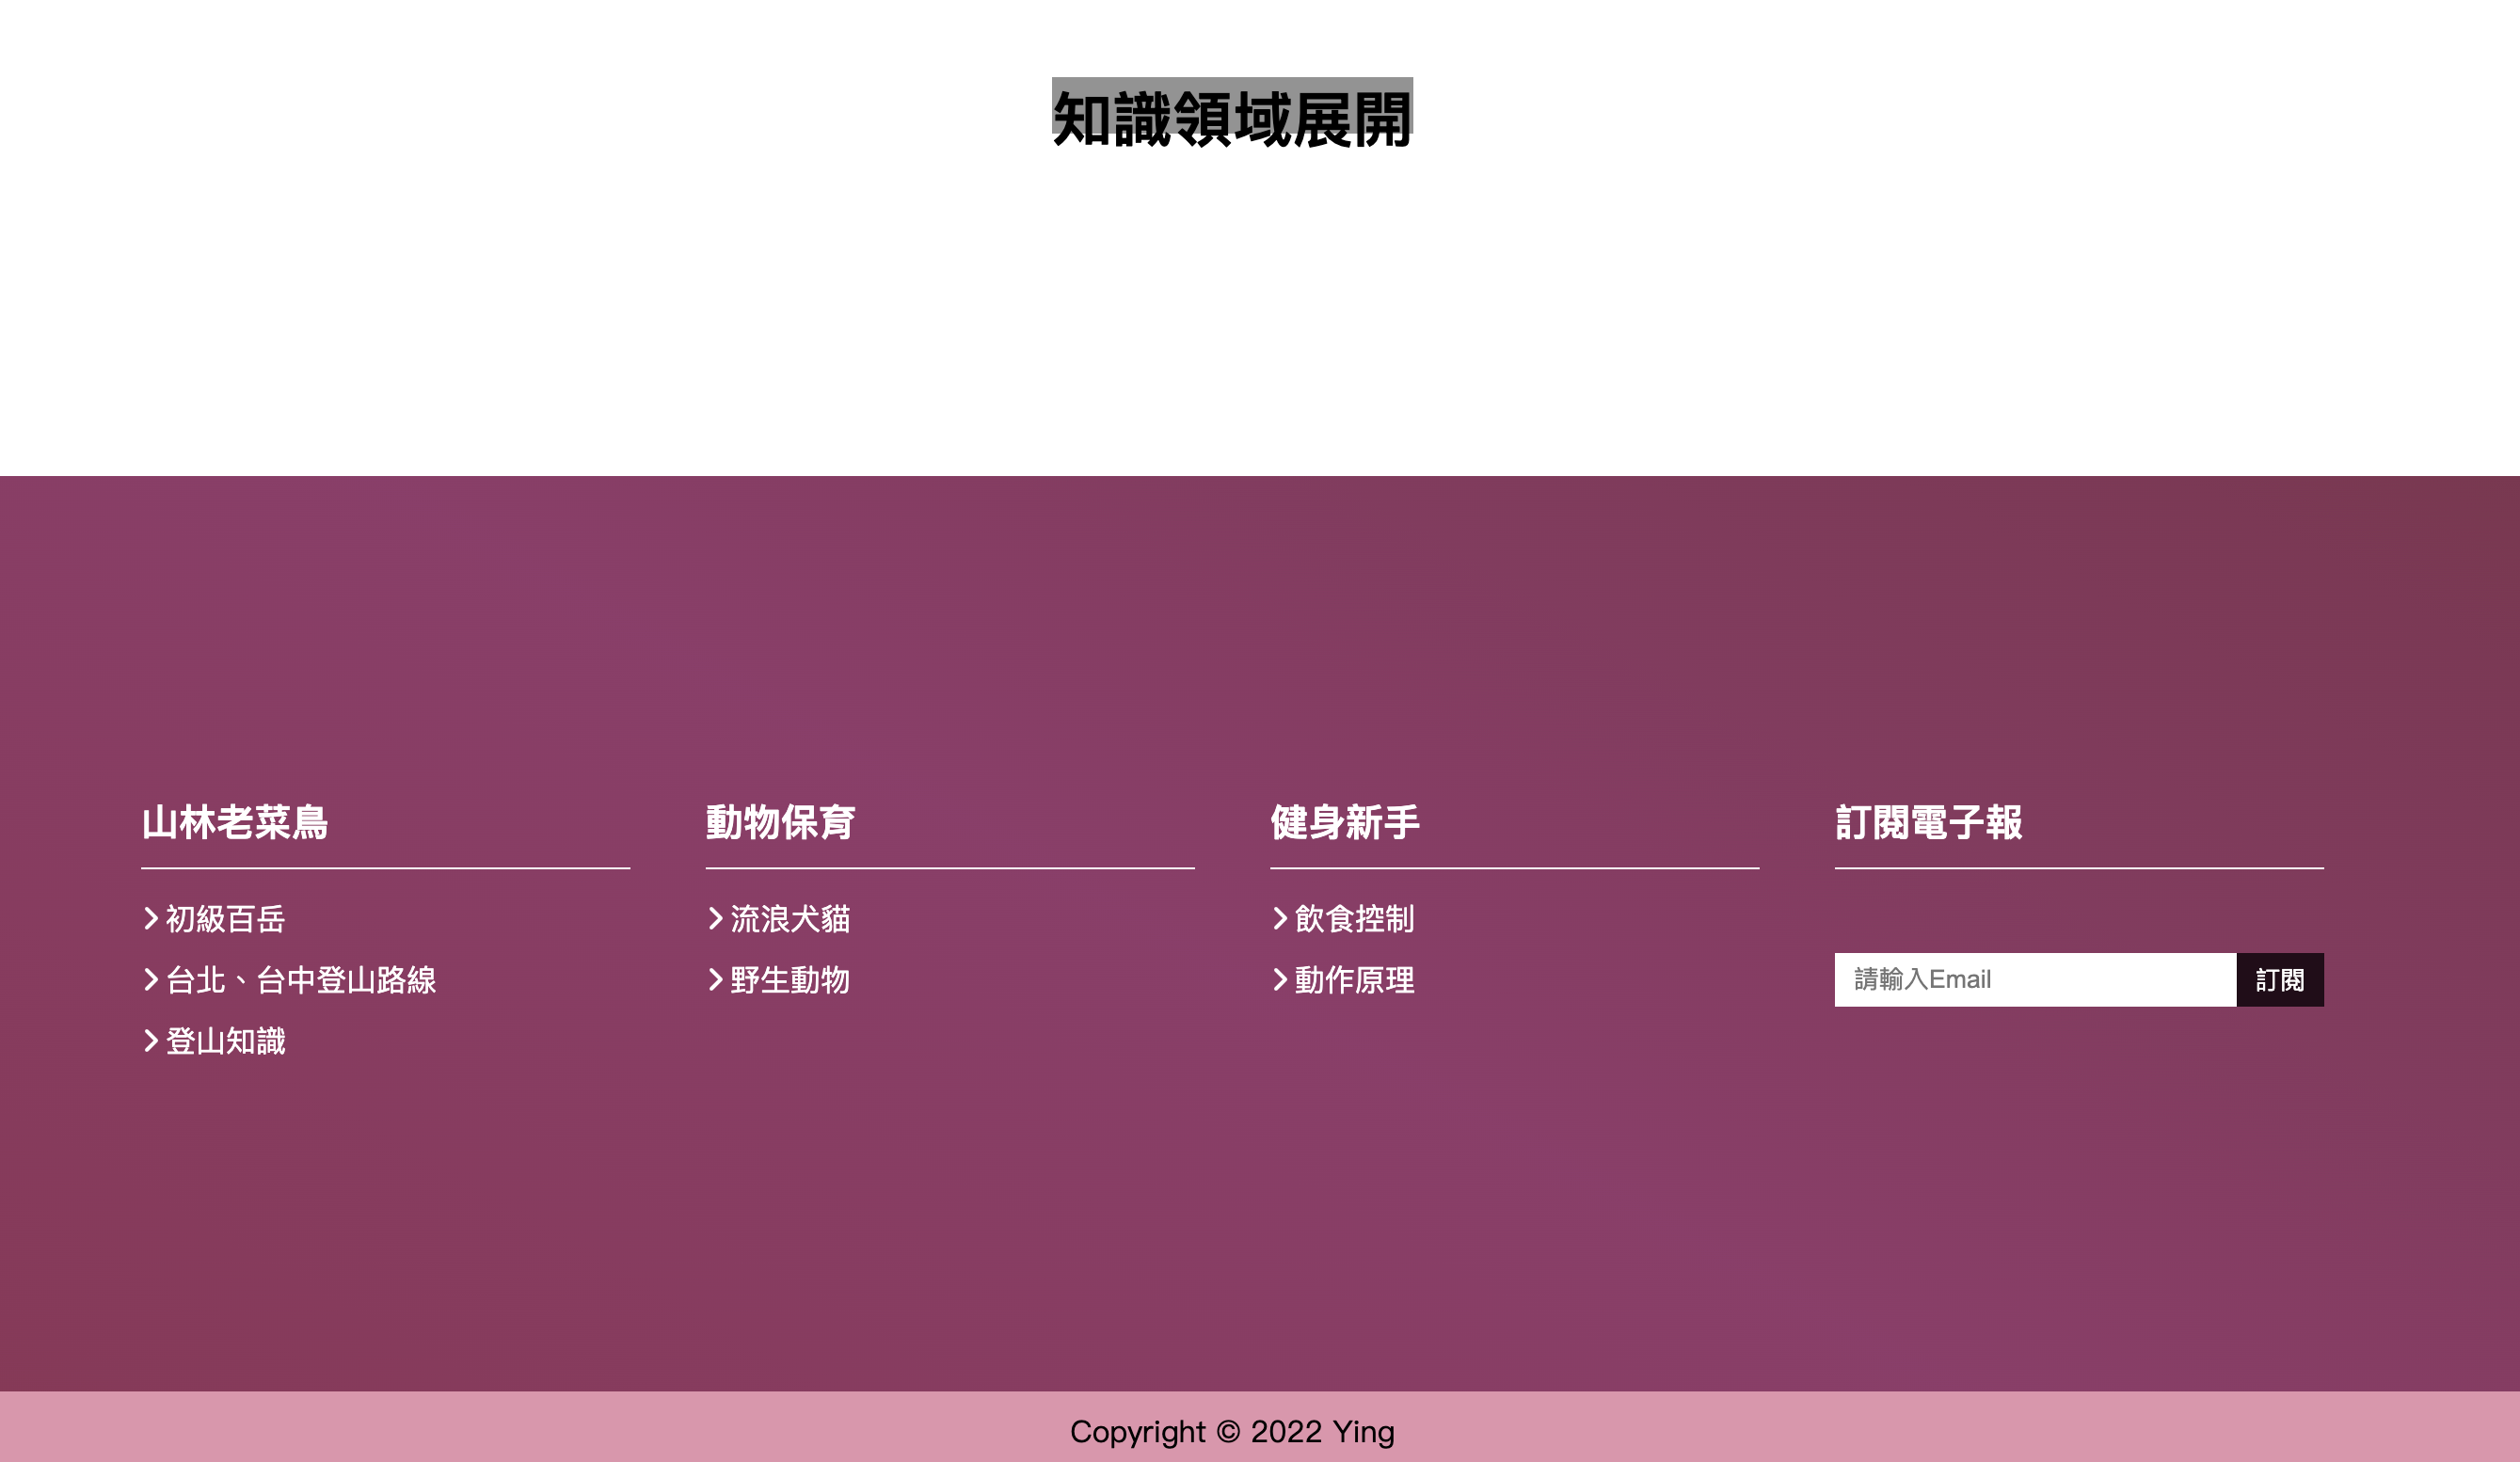 知識領域展開
山林老菜鳥
初級百岳
台北、台中登山路線
登山知識
動物保育
流浪犬貓
野生動物
健身新手
飲食控制
動作原理
訂閱電子報
請輸入Email
訂閱
Copyright © 2022 Ying